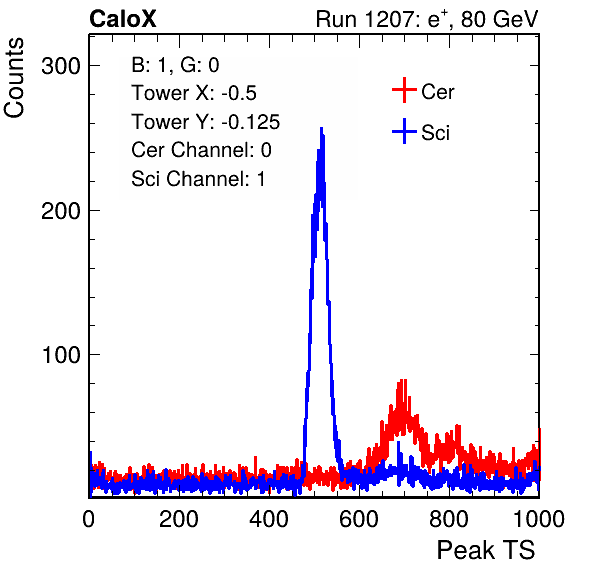 CaloX Run 1207: e⁺, 80 GeV
Counts
300
200
100
B: 1, G: 0
Tower X: -0.5
Tower Y: -0.125
Cer Channel: 0
Sci Channel: 1
Cer
Sci
0 200 400 600 800 1000
Peak TS